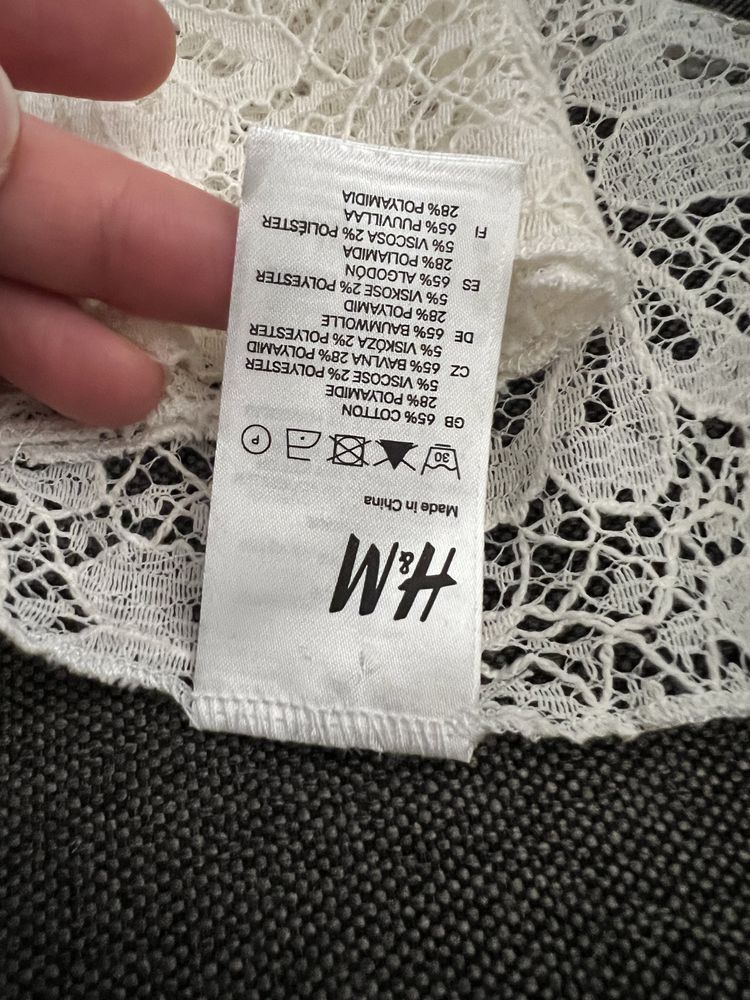 H&M
Made in China
30 P
GB 65% COTTON
28% POLYAMIDE
5% VISCOSE 2% POLYESTER
CZ 65% BAVLNA 28% POLYAMID
5% VISKOZA 2% POLYESTER
DE 65% BAUMWOLLE
28% POLYAMID
5% VISKOSE 2% POLYESTER
ES 65% ALGODÓN
28% POLIAMIDA
5% VISCOSA 2% POLIÉSTER
FI 65% PUUVILLAA
28% POLYAMIDIA